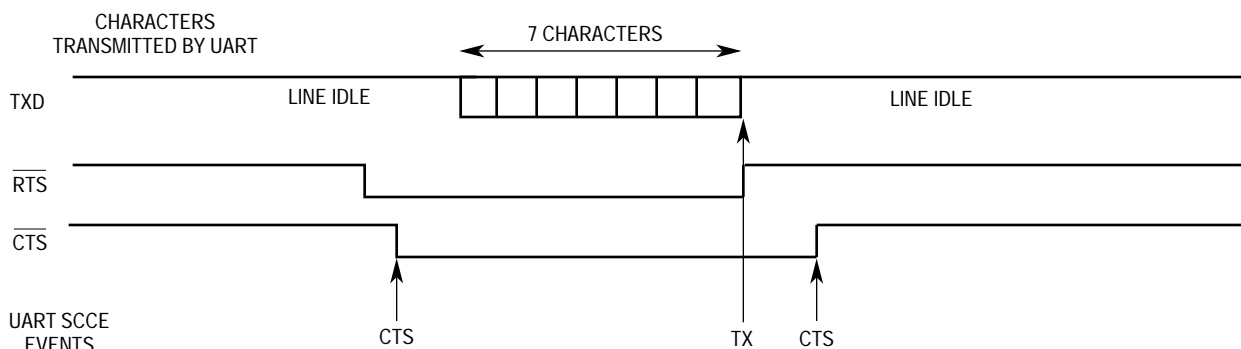 CHARACTERS
TRANSMITTED BY UART
7 CHARACTERS
TXD
LINE IDLE
LINE IDLE
RTS
CTS
UART SCCE
EVENTS
CTS
TX
CTS